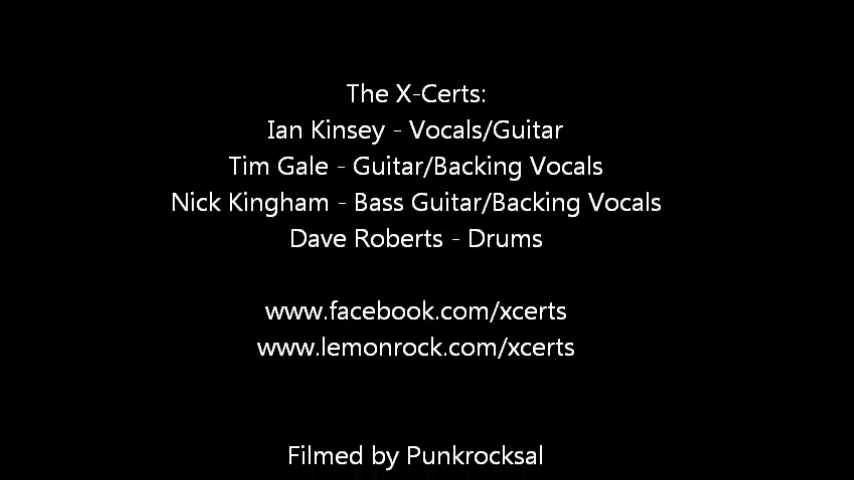 The X-Certs:
Ian Kinsey - Vocals/Guitar
Tim Gale - Guitar/Backing Vocals
Nick Kingham - Bass Guitar/Backing Vocals
Dave Roberts - Drums
www.facebook.com/xcerts
www.lemonrock.com/xcerts
Filmed by Punkrocksal